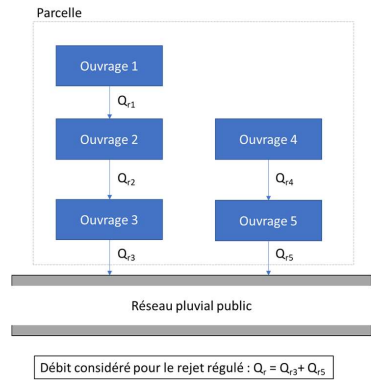 Parcelle
Ouvrage 1
Qr1
Ouvrage 2
Ouvrage 4
Qr2
Qr4
Ouvrage 3
Ouvrage 5
Qr3
Qr5
Réseau pluvial public
Débit considéré pour le rejet régulé : Qr = Qr3+ Qr5